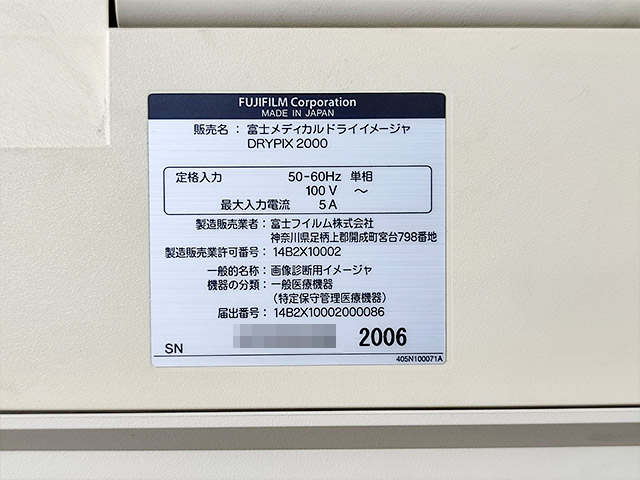 FUJIFILM Corporation
MADE IN JAPAN
販売名： 富士メディカルドライイメージャ
DRYPIX 2000
定格入力 50-60Hz 単相
100 V ～
最大入力電流 5 A
製造販売業者：富士フイルム株式会社
神奈川県足柄上郡開成町宮台798番地
製造販売業許可番号：14B2X10002
一般的名称：画像診断用イメージャ
機器の分類：一般医療機器
（特定保守管理医療機器）
届出番号：14B2X10002000086
SN 2006
405N100071A